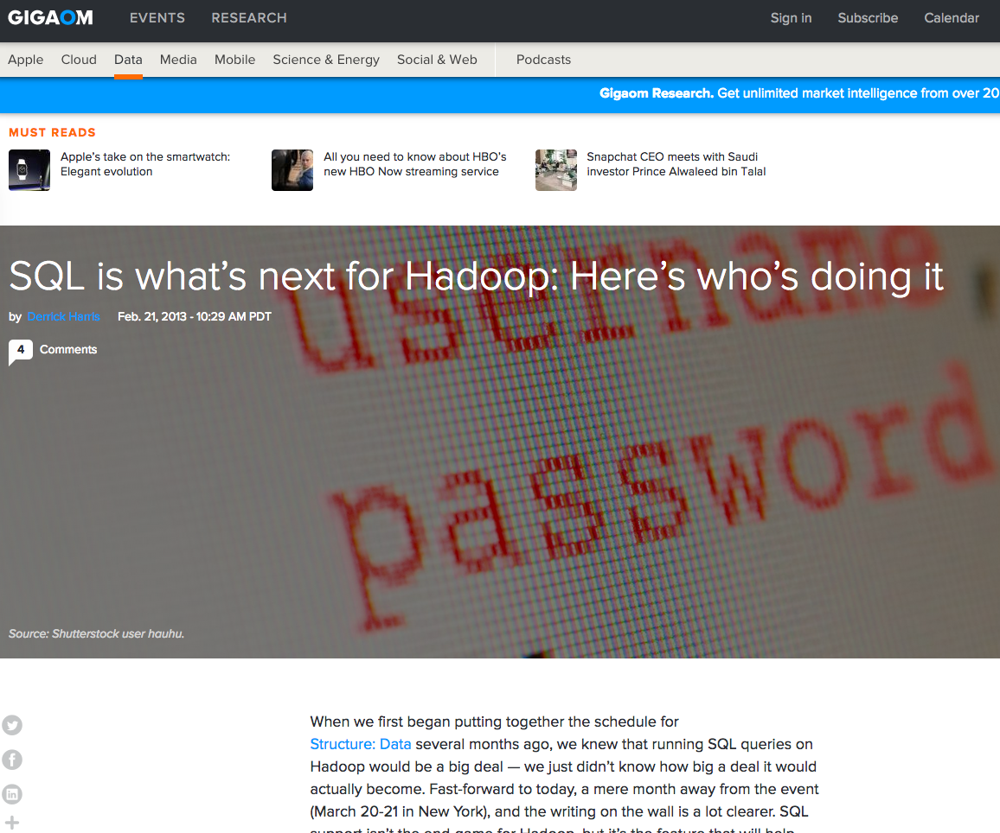 GIGAOM EVENTS RESEARCH Sign in Subscribe Calendar
Apple Cloud Data Media Mobile Science & Energy Social & Web Podcasts
Gigaom Research. Get unlimited market intelligence from over 20
MUST READS
Apple's take on the smartwatch:
Elegant evolution
All you need to know about HBO's
new HBO Now streaming service
Snapchat CEO meets with Saudi
investor Prince Alwaleed bin Talal
SQL is what's next for Hadoop: Here's who's doing it
by Derrick Harris Feb. 21, 2013 - 10:29 AM PDT
4 Comments
username
password
Source: Shutterstock user hauhu.
When we first began putting together the schedule for
Structure: Data several months ago, we knew that running SQL queries on
Hadoop would be a big deal — we just didn't know how big a deal it would
actually become. Fast-forward to today, a mere month away from the event
(March 20-21 in New York), and the writing on the wall is a lot clearer. SQL
support isn't the end-game for Hadoop, but it's the feature that will help